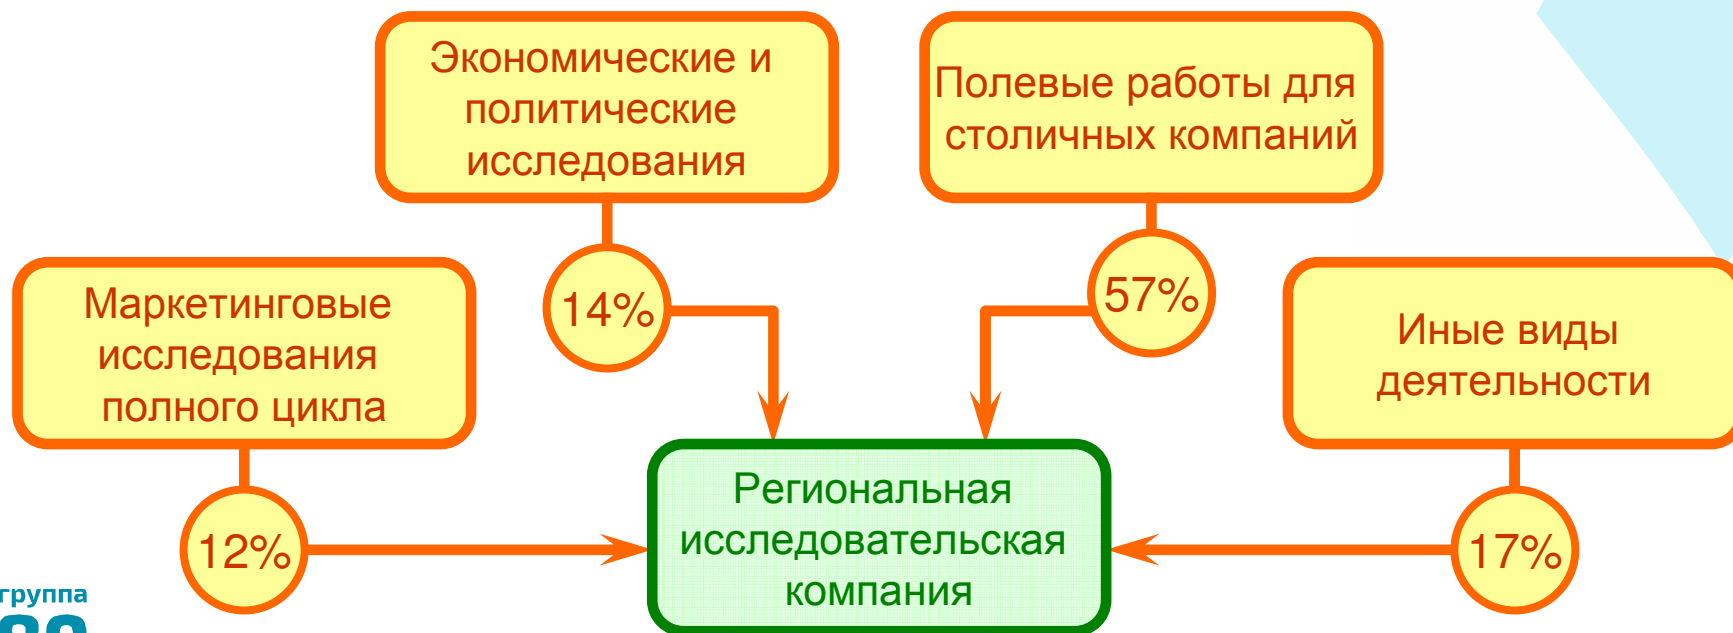 Экономические и
политические
исследования
Полевые работы для
столичных компаний
14%
57%
Маркетинговые
исследования
полного цикла
Иные виды
деятельности
12%
Региональная
исследовательская
компания
17%
группа